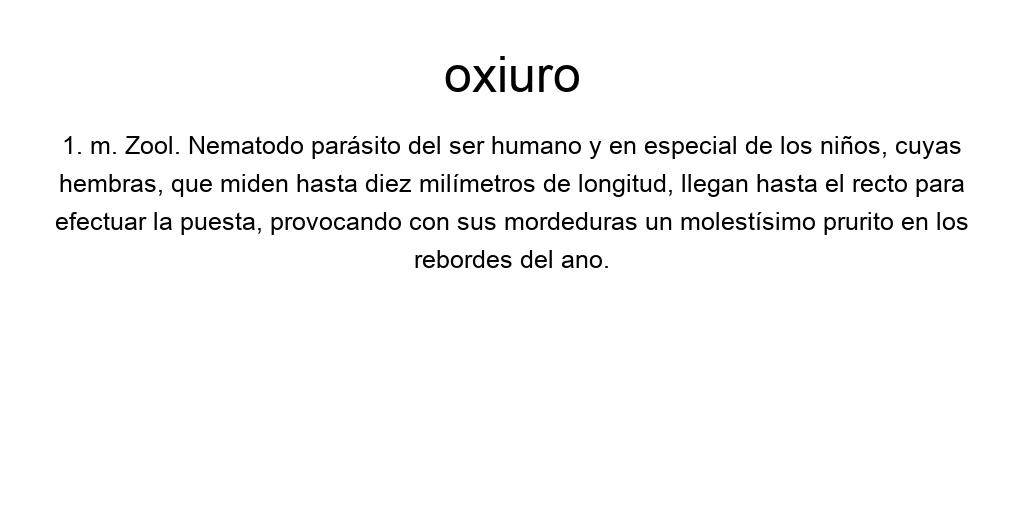 oxiuro
1. m. Zool. Nematodo parásito del ser humano y en especial de los niños, cuyas
hembras, que miden hasta diez milímetros de longitud, llegan hasta el recto para
efectuar la puesta, provocando con sus mordeduras un molestísimo prurito en los
rebordes del ano.